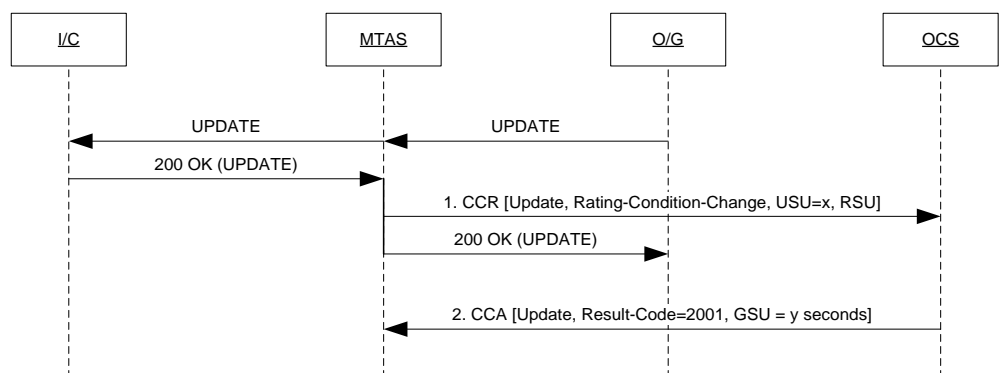 I/C
MTAS
O/G
OCS
UPDATE
UPDATE
200 OK (UPDATE)
1. CCR [Update, Rating-Condition-Change, USU=x, RSU]
200 OK (UPDATE)
2. CCA [Update, Result-Code=2001, GSU = y seconds]